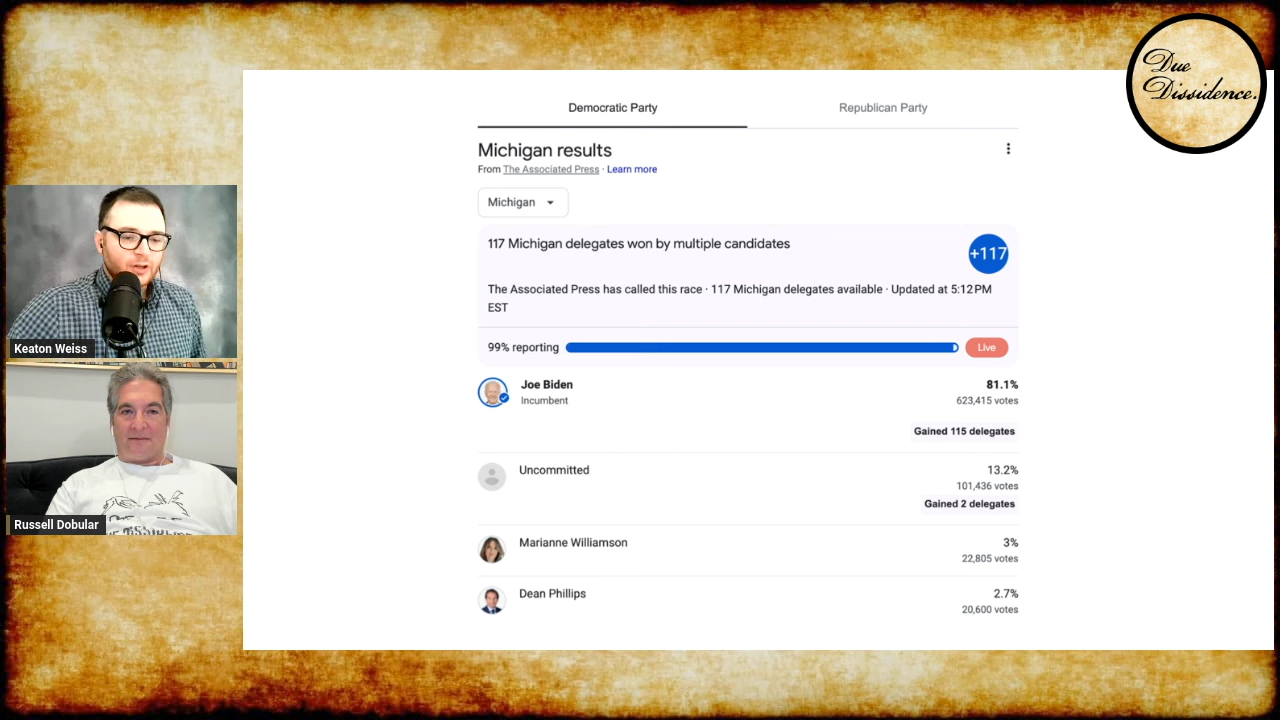 Due
Dissidence.
Democratic Party
Republican Party
Michigan results
From The Associated Press · Learn more
Michigan
117 Michigan delegates won by multiple candidates
+117
The Associated Press has called this race · 117 Michigan delegates available · Updated at 5:12 PM
EST
99% reporting
Live
Joe Biden
81.1%
Incumbent
623,415 votes
Gained 115 delegates
Uncommitted
13.2%
101,436 votes
Gained 2 delegates
Marianne Williamson
3%
22,805 votes
Dean Phillips
2.7%
20,600 votes
Keaton Weiss
Russell Dobular